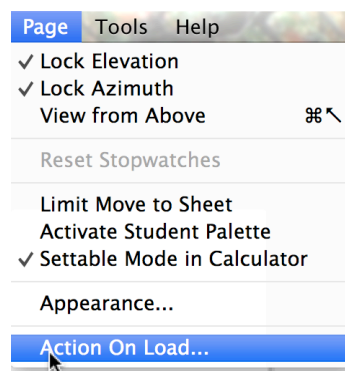 Page Tools Help
✓ Lock Elevation
✓ Lock Azimuth
View from Above ⌘↖
Reset Stopwatches
Limit Move to Sheet
Activate Student Palette
✓ Settable Mode in Calculator
Appearance...
Action On Load...